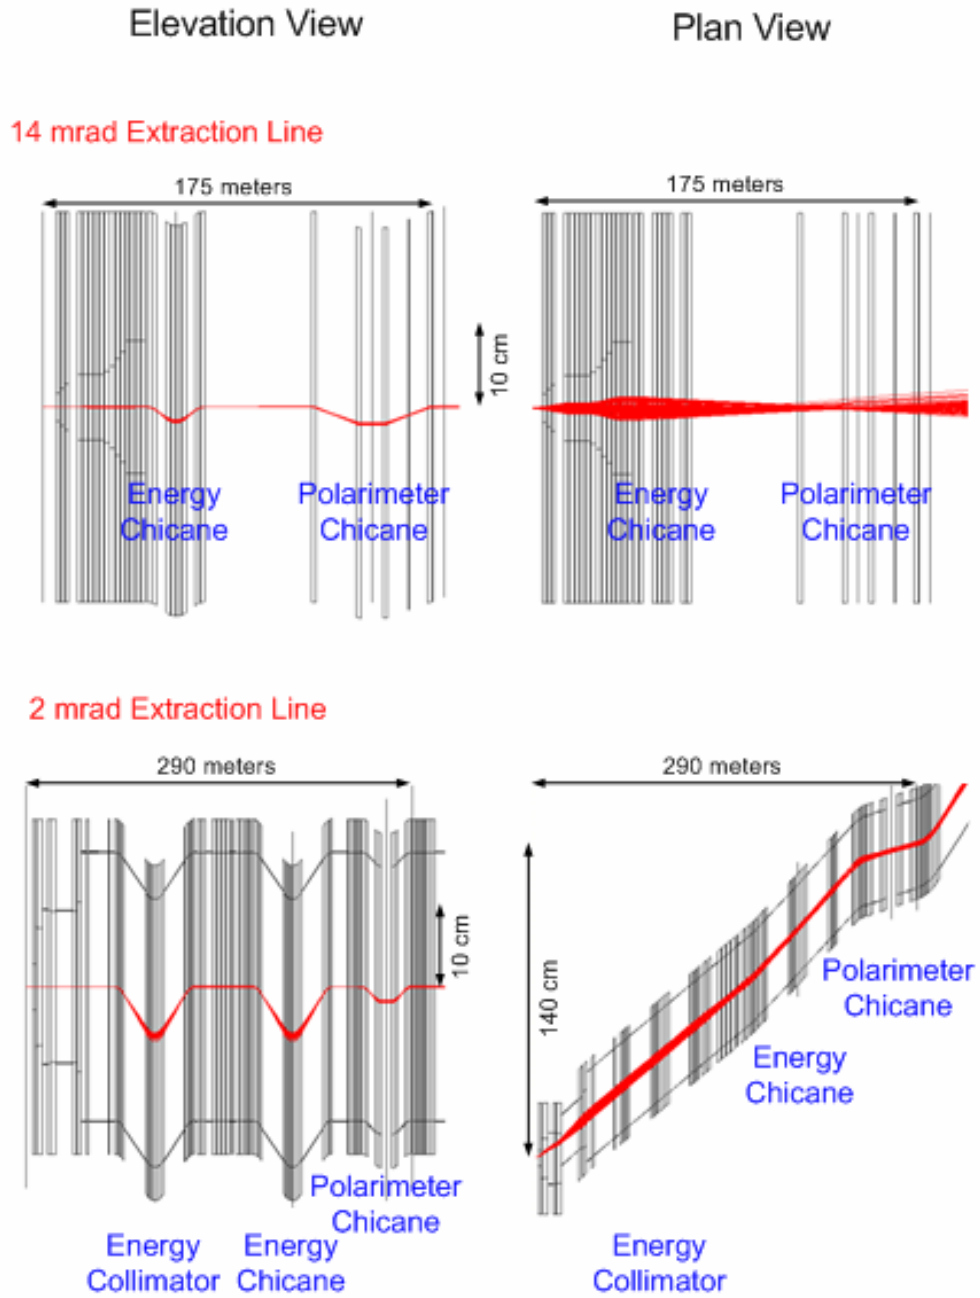 Elevation View
Plan View
14 mrad Extraction Line
175 meters
175 meters
10 cm
Energy
Chicane
Polarimeter
Chicane
Energy
Chicane
Polarimeter
Chicane
2 mrad Extraction Line
290 meters
290 meters
10 cm
140 cm
Polarimeter
Chicane
Energy
Collimator
Energy
Chicane
Polarimeter
Chicane
Energy
Chicane
Energy
Collimator